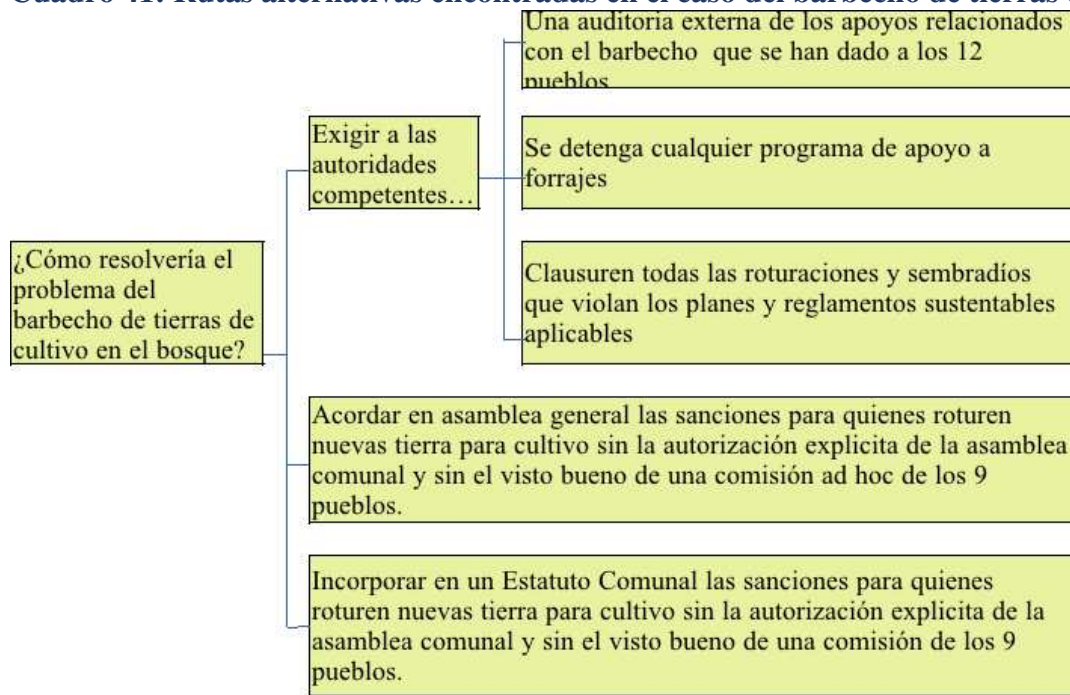 Cuadro 41. Rutas alternativas encontradas en el caso del barbecho de tierras
Una auditoria externa de los apoyos relacionados
con el barbecho que se han dado a los 12
pueblos
Exigir a las
autoridades
competentes…
Se detenga cualquier programa de apoyo a
forrajes
Clausuren todas las roturaciones y sembradíos
que violan los planes y reglamentos sustentables
aplicables
¿Cómo resolvería el
problema del
barbecho de tierras de
cultivo en el bosque?
Acordar en asamblea general las sanciones para quienes roturen
nuevas tierra para cultivo sin la autorización explicita de la asamblea
comunal y sin el visto bueno de una comisión ad hoc de los 9
pueblos.
Incorporar en un Estatuto Comunal las sanciones para quienes
roturen nuevas tierra para cultivo sin la autorización explicita de la
asamblea comunal y sin el visto bueno de una comisión de los 9
pueblos.